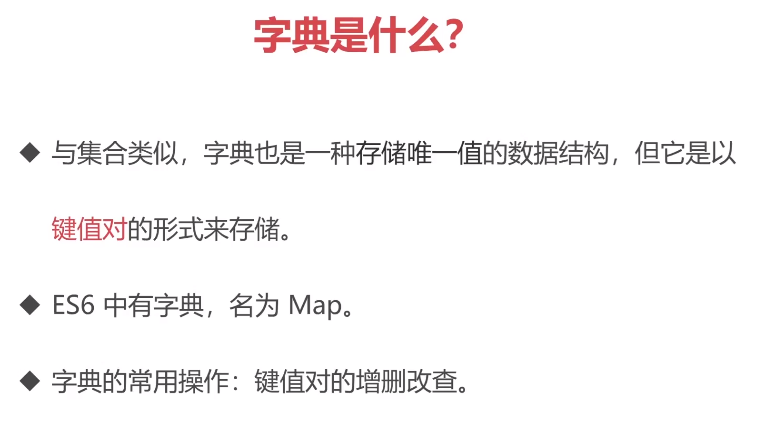 字典是什么？
◆ 与集合类似，字典也是一种存储唯一值的数据结构，但它是以
键值对的形式来存储。
◆ ES6 中有字典，名为 Map。
◆ 字典的常用操作：键值对的增删改查。